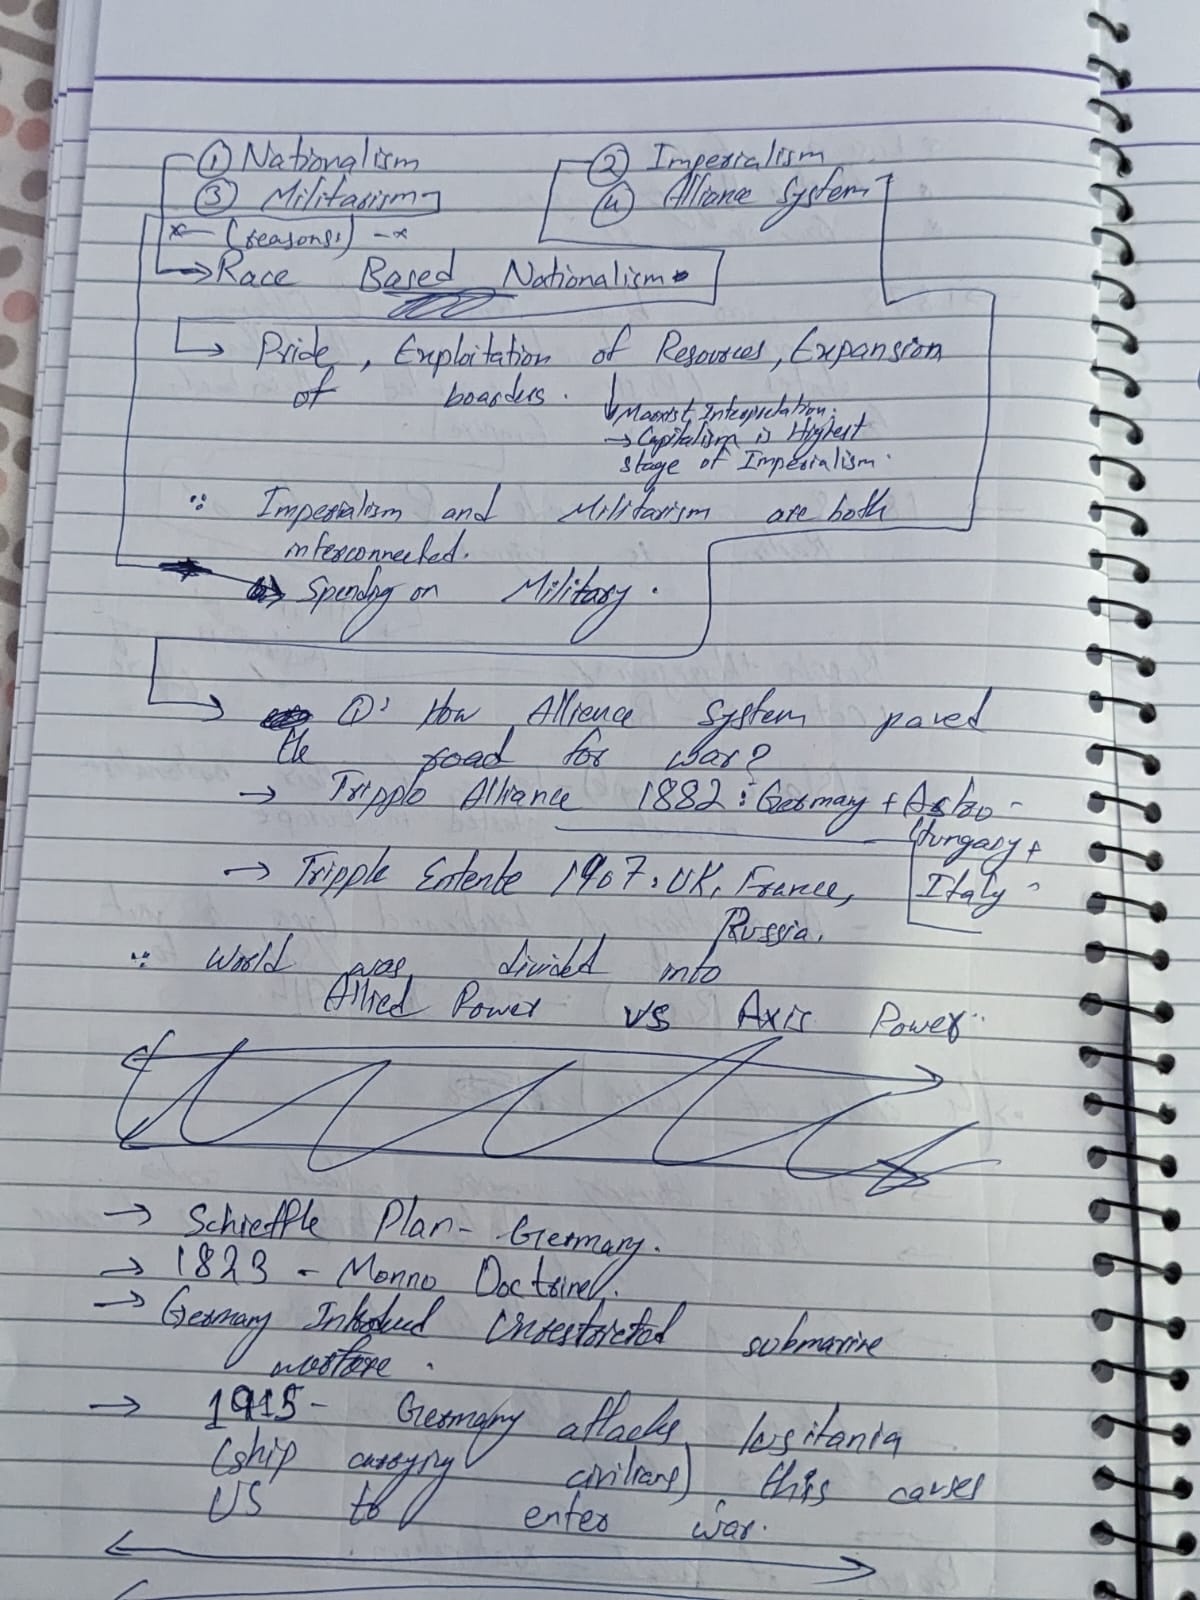 ① Nationalism ② Imperialism
③ Militarism ④ Alliance System
(reasons:)
→ Race Based Nationalism
→ Pride, Exploitation of Resources, Expansion
of boarders.
↓ Marxist Interpretation.
→ Capitalism is Highest
stage of Imperialism.
∵ Imperialism and Militarism are both
interconnected.
→ Spending on Military.
→ Q: How Allience System paved
the road for war?
→ Tripple Alliance 1882: Germany + Astro-
Hungary +
Italy
→ Tripple Entente 1907: UK, France,
Russia.
∵ World was divided into
Allied Power VS Axis Power
→ Schieffle Plan - Germany.
→ 1823 - Monno Doctrine.
→ Germany Introdued Unrestricted submarine
warfare.
→ 1915 - Germany attacks lusitania
(ship carrying civilians) this causes
US to enter war.